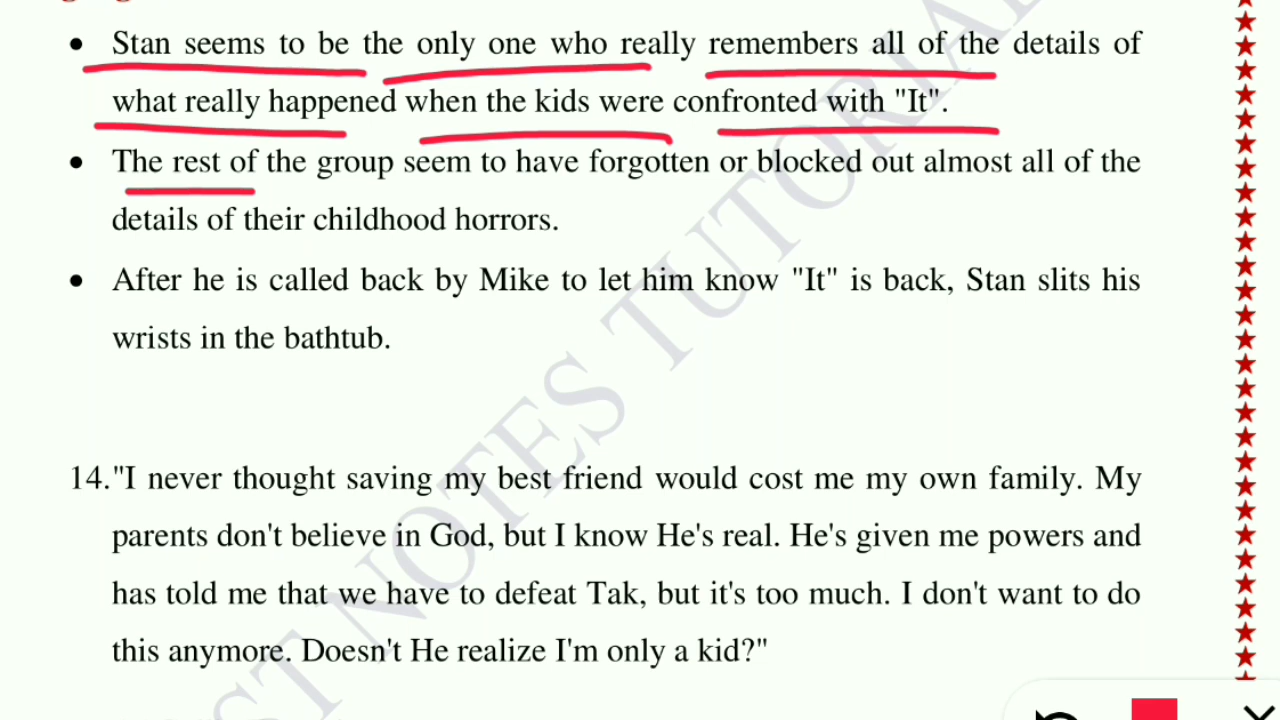 • Stan seems to be the only one who really remembers all of the details of
what really happened when the kids were confronted with "It".
• The rest of the group seem to have forgotten or blocked out almost all of the
details of their childhood horrors.
• After he is called back by Mike to let him know "It" is back, Stan slits his
wrists in the bathtub.
14."I never thought saving my best friend would cost me my own family. My
parents don't believe in God, but I know He's real. He's given me powers and
has told me that we have to defeat Tak, but it's too much. I don't want to do
this anymore. Doesn't He realize I'm only a kid?"
NOTES TUTORIA